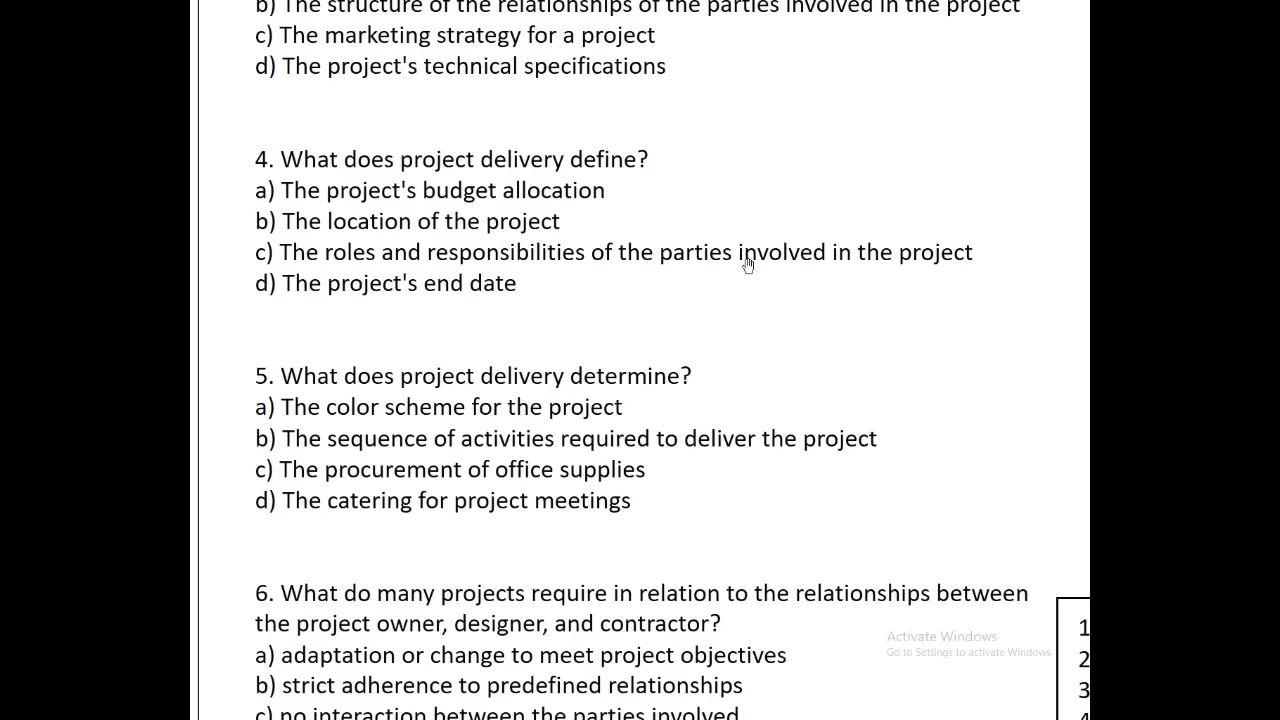 b) The structure of the relationships of the parties involved in the project
c) The marketing strategy for a project
d) The project's technical specifications
4. What does project delivery define?
a) The project's budget allocation
b) The location of the project
c) The roles and responsibilities of the parties involved in the project
d) The project's end date
5. What does project delivery determine?
a) The color scheme for the project
b) The sequence of activities required to deliver the project
c) The procurement of office supplies
d) The catering for project meetings
6. What do many projects require in relation to the relationships between
the project owner, designer, and contractor?
a) adaptation or change to meet project objectives
b) strict adherence to predefined relationships
c) no interaction between the parties involved
Activate Windows
Go to Settings to activate Windows.
1
2
3
4